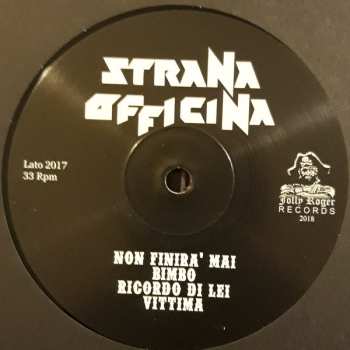 STRANA
OFFICINA
Lato 2017
33 Rpm
Jolly Roger
RECORDS
2018
NON FINIRA' MAI
BIMBO
RICORDO DI LEI
VITTIMA